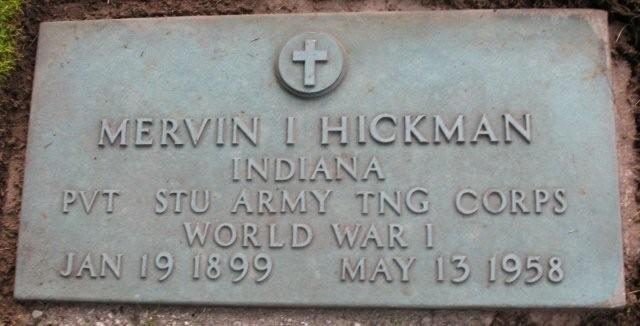 MERVIN I HICKMAN
INDIANA
PVT STU ARMY TNG CORPS
WORLD WAR I
JAN 19 1899 MAY 13 1958